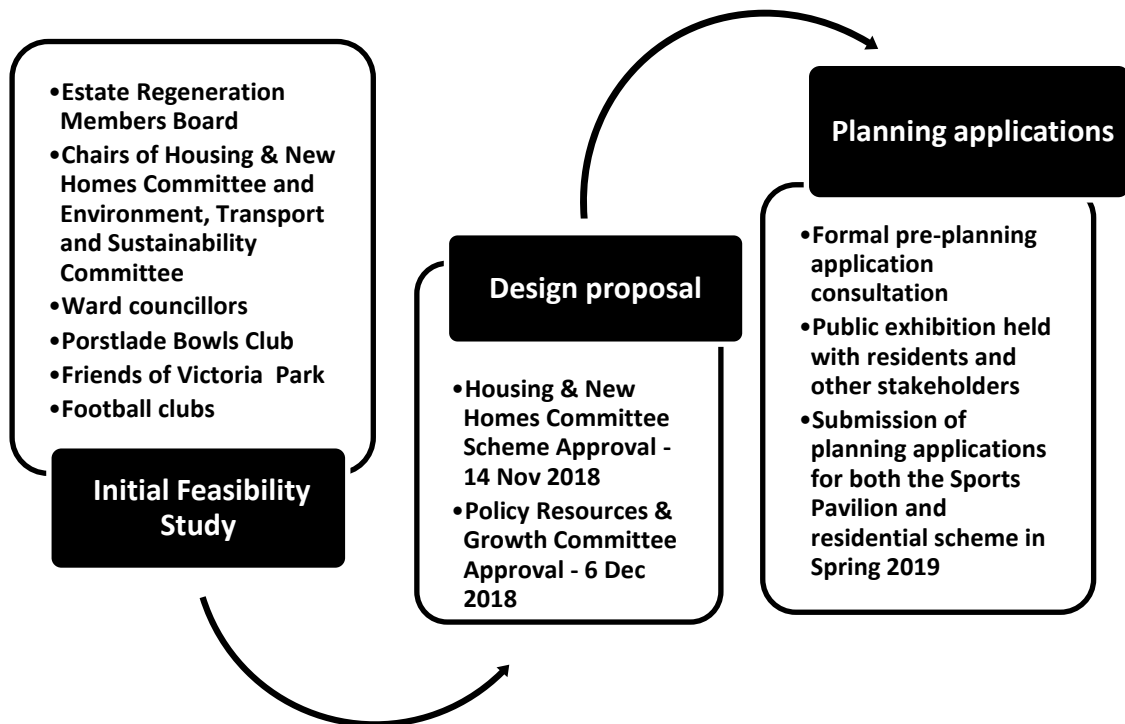 •Estate Regeneration
Members Board
•Chairs of Housing & New
Homes Committee and
Environment, Transport
and Sustainability
Committee
•Ward councillors
•Porstlade Bowls Club
•Friends of Victoria Park
•Football clubs
Initial Feasibility
Study
Design proposal
•Housing & New
Homes Committee
Scheme Approval -
14 Nov 2018
•Policy Resources &
Growth Committee
Approval - 6 Dec
2018
Planning applications
•Formal pre-planning
application
consultation
•Public exhibition held
with residents and
other stakeholders
•Submission of
planning applications
for both the Sports
Pavilion and
residential scheme in
Spring 2019